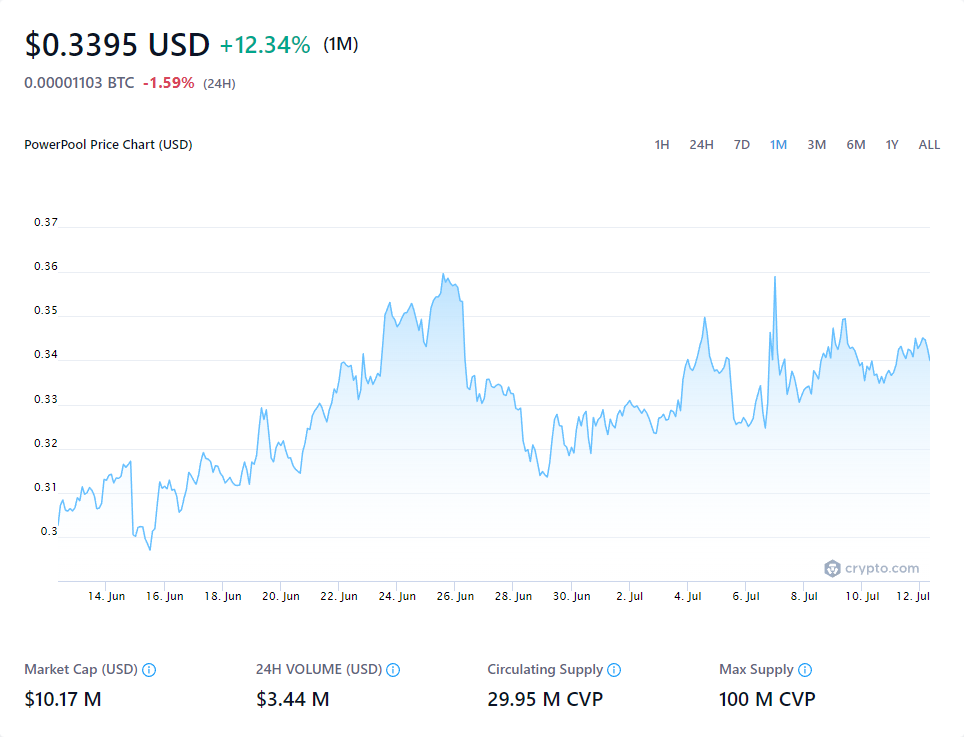 $0.3395 USD +12.34% (1M)
0.00001103 BTC -1.59% (24H)
PowerPool Price Chart (USD)
1H 24H 7D 1M 3M 6M 1Y ALL
0.37
0.36
0.35
0.34
0.33
0.32
0.31
0.3
crypto.com
14. Jun 16. Jun 18. Jun 20. Jun 22. Jun 24. Jun 26. Jun 28. Jun 30. Jun 2. Jul 4. Jul 6. Jul 8. Jul 10. Jul 12. Jul
Market Cap (USD) 24H VOLUME (USD) Circulating Supply Max Supply
$10.17 M $3.44 M 29.95 M CVP 100 M CVP